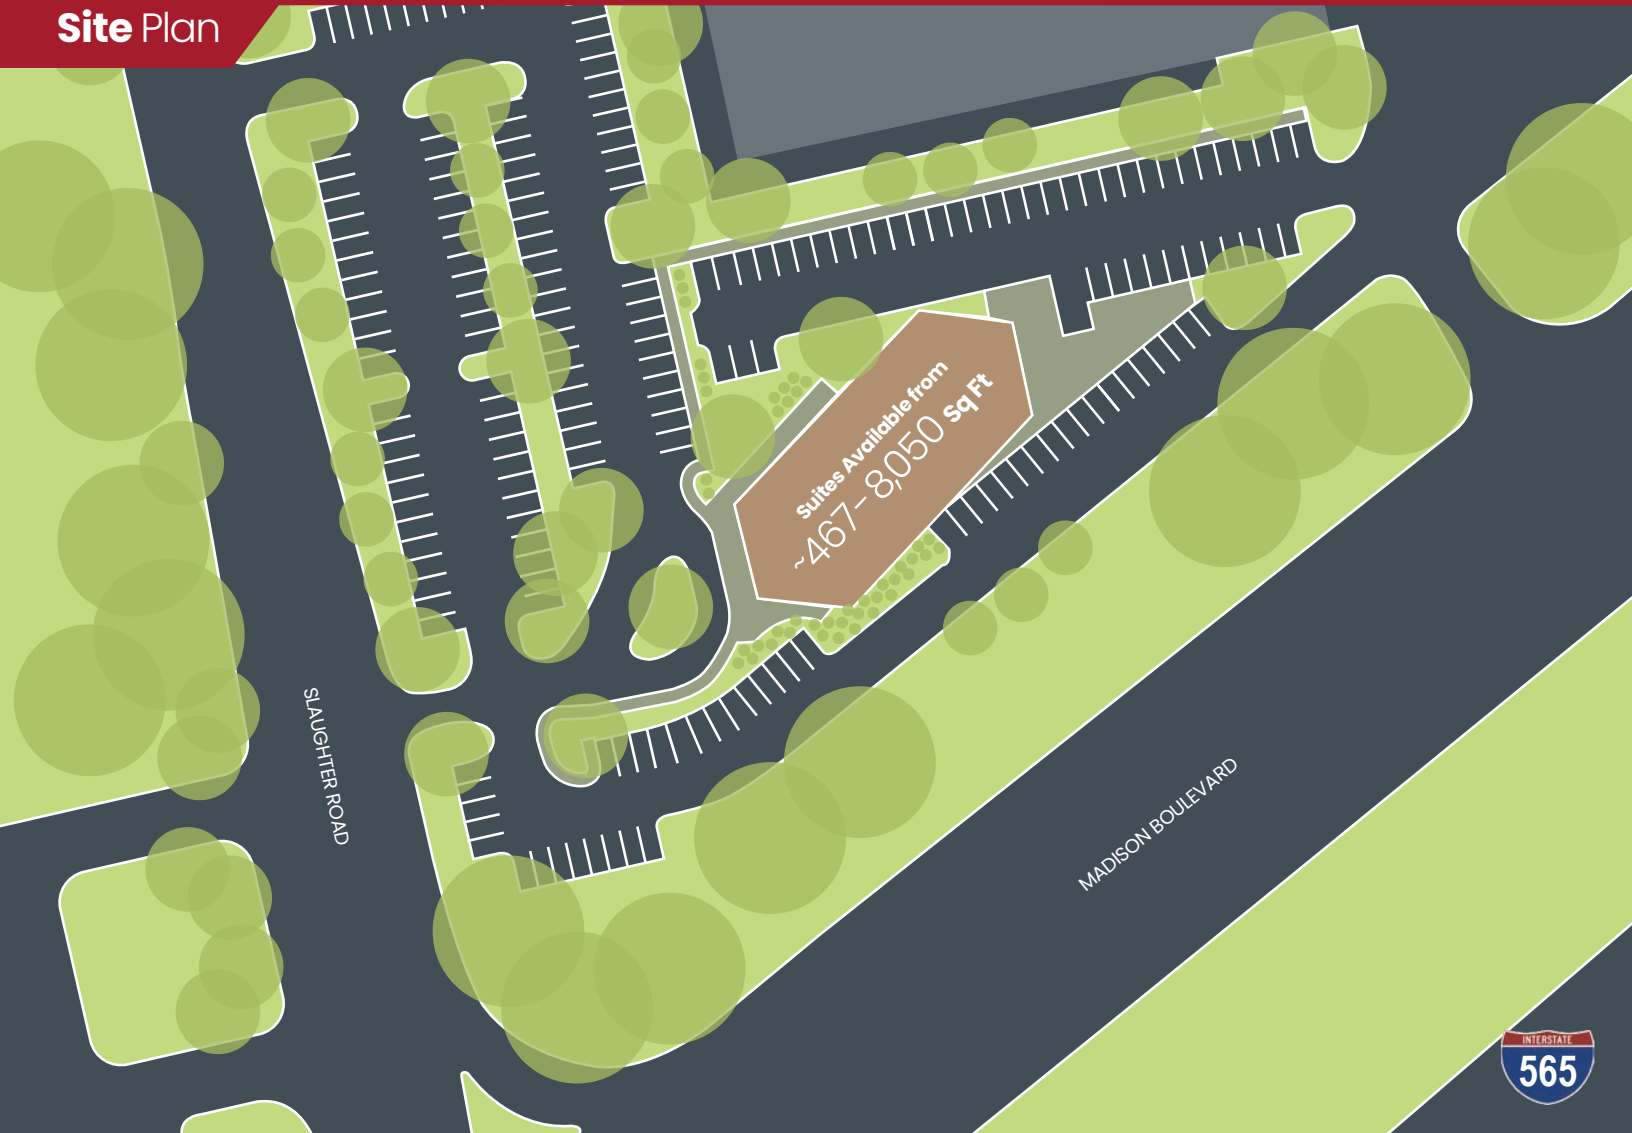 Site Plan
Suites Available from
~467–8,050 Sq Ft
SLAUGHTER ROAD
MADISON BOULEVARD
INTERSTATE
565